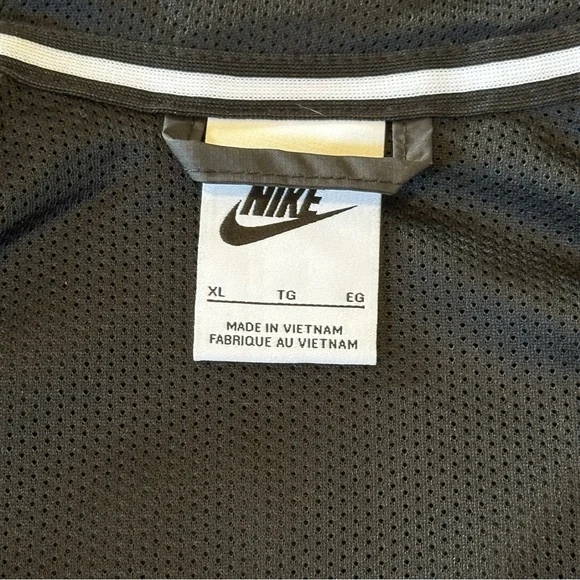 NIKE
XL TG EG
MADE IN VIETNAM
FABRIQUE AU VIETNAM